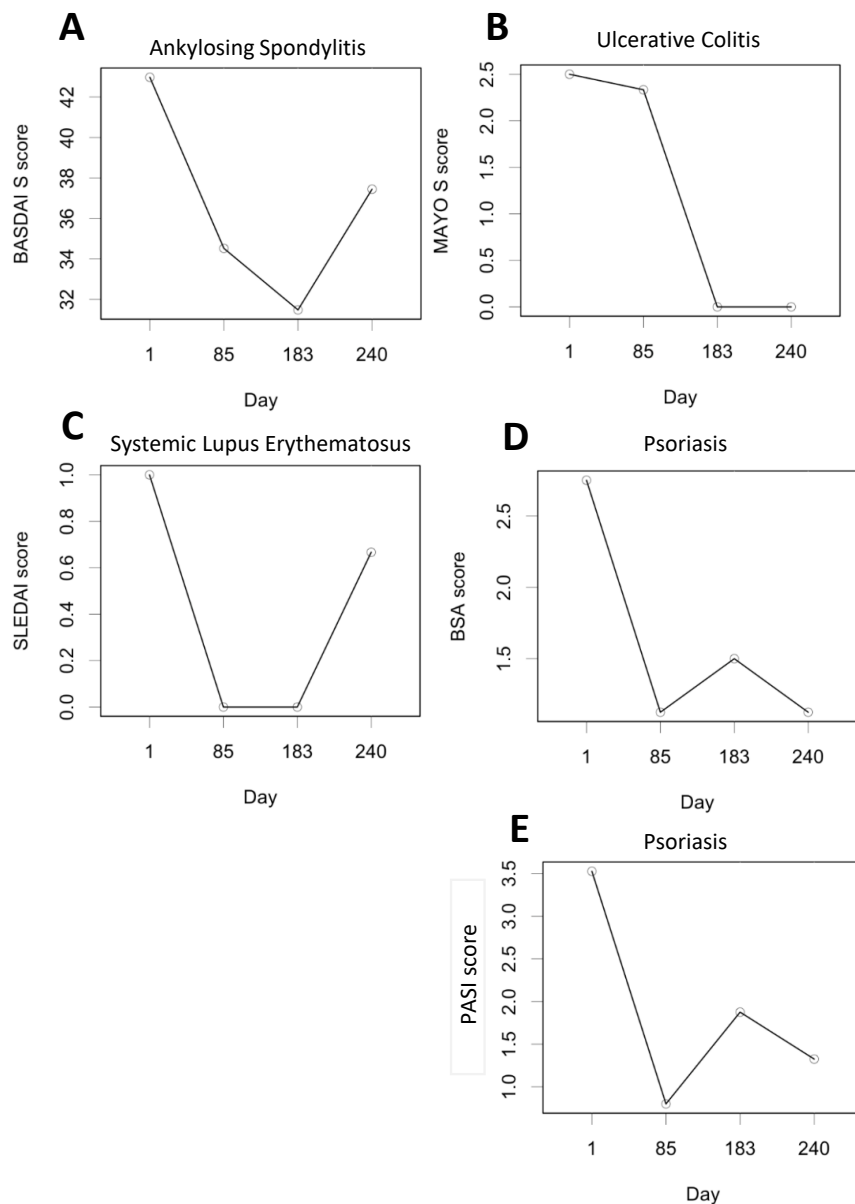 A
Ankylosing Spondylitis
BASDAI S score
42
40
38
36
34
32
1 85 183 240
Day
B
Ulcerative Colitis
MAYO S score
2.5
2.0
1.5
1.0
0.5
0.0
1 85 183 240
Day
C
Systemic Lupus Erythematosus
SLEDAI score
1.0
0.8
0.6
0.4
0.2
0.0
1 85 183 240
Day
D
Psoriasis
BSA score
2.5
2.0
1.5
1 85 183 240
Day
E
Psoriasis
PASI score
3.5
3.0
2.5
2.0
1.5
1.0
1 85 183 240
Day